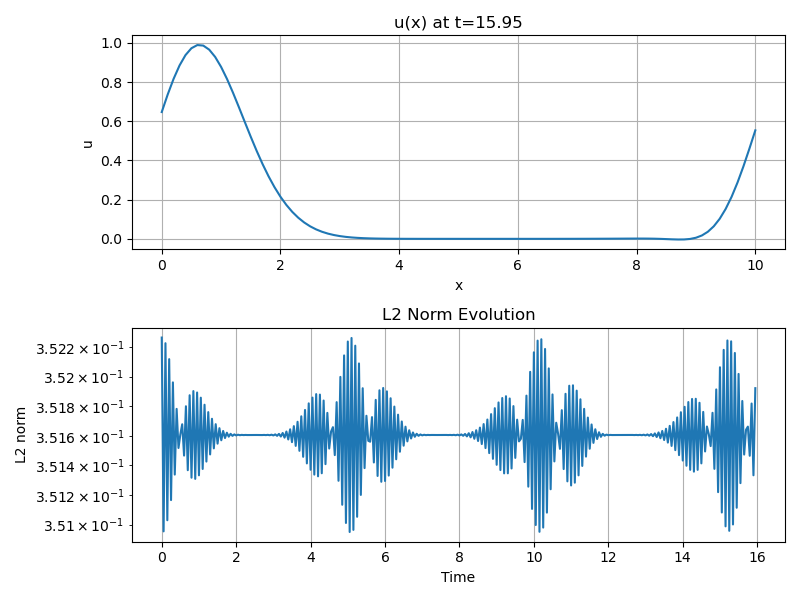 u(x) at t=15.95
1.0
0.8
0.6
0.4
0.2
0.0
u
0 2 4 6 8 10
x
L2 Norm Evolution
3.522 × 10⁻¹
3.52 × 10⁻¹
3.518 × 10⁻¹
3.516 × 10⁻¹
3.514 × 10⁻¹
3.512 × 10⁻¹
3.51 × 10⁻¹
L2 norm
0 2 4 6 8 10 12 14 16
Time